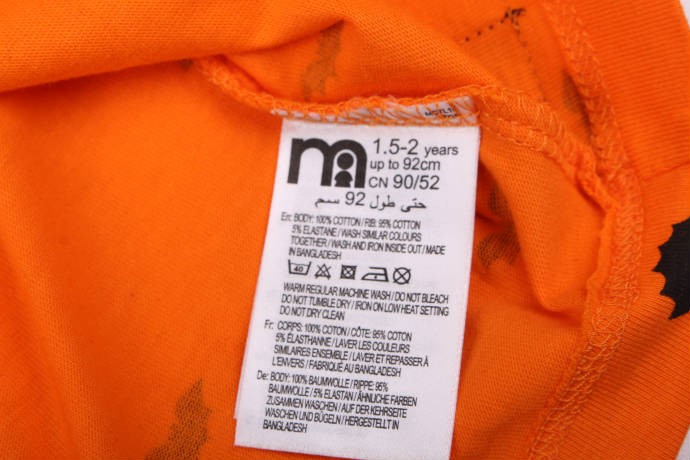 m
1.5-2 years
up to 92cm
CN 90/52
حتى طول 92 سم
En: BODY: 100% COTTON / RIB: 95% COTTON
5% ELASTANE / WASH SIMILAR COLOURS
TOGETHER / WASH AND IRON INSIDE OUT / MADE
IN BANGLADESH
40
WARM REGULAR MACHINE WASH / DO NOT BLEACH
DO NOT TUMBLE DRY / IRON ON LOW HEAT SETTING
DO NOT DRY CLEAN
Fr: CORPS: 100% COTON / CÔTE: 95% COTON
5% ÉLASTHANNE / LAVER LES COULEURS
SIMILAIRES ENSEMBLE / LAVER ET REPASSER À
L'ENVERS / FABRIQUÉ AU BANGLADESH
De: BODY: 100% BAUMWOLLE / RIPPE: 95%
BAUMWOLLE / 5% ELASTAN / ÄHNLICHE FARBEN
ZUSAMMEN WASCHEN / AUF DER KEHRSEITE
WASCHEN UND BÜGELN / HERGESTELLT IN
BANGLADESH